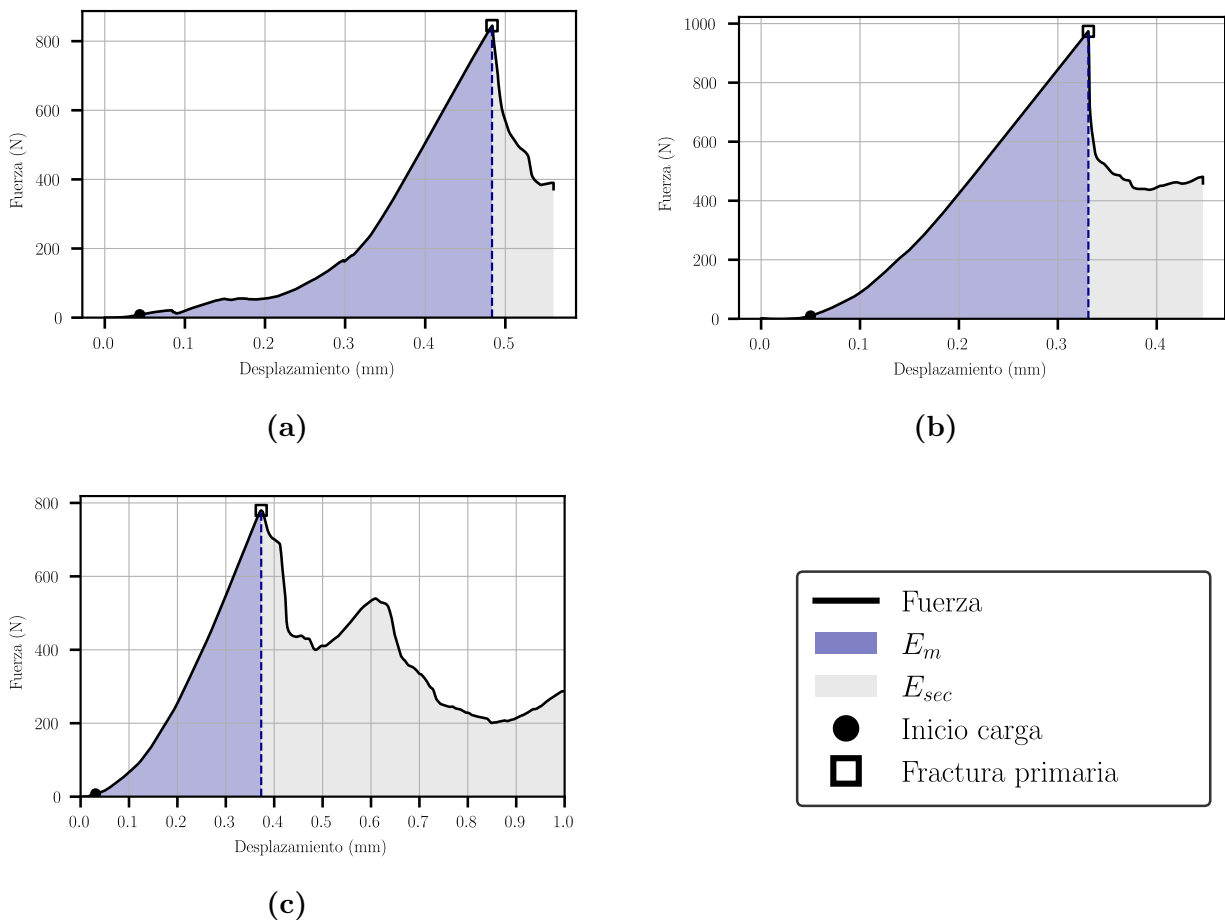 800
600
400
200
0
Fuerza (N)
0.0 0.1 0.2 0.3 0.4 0.5
Desplazamiento (mm)
(a)
1000
800
600
400
200
0
Fuerza (N)
0.0 0.1 0.2 0.3 0.4
Desplazamiento (mm)
(b)
800
600
400
200
0
Fuerza (N)
0.0 0.1 0.2 0.3 0.4 0.5 0.6 0.7 0.8 0.9 1.0
Desplazamiento (mm)
(c)
Fuerza
E_m
E_{sec}
Inicio carga
Fractura primaria